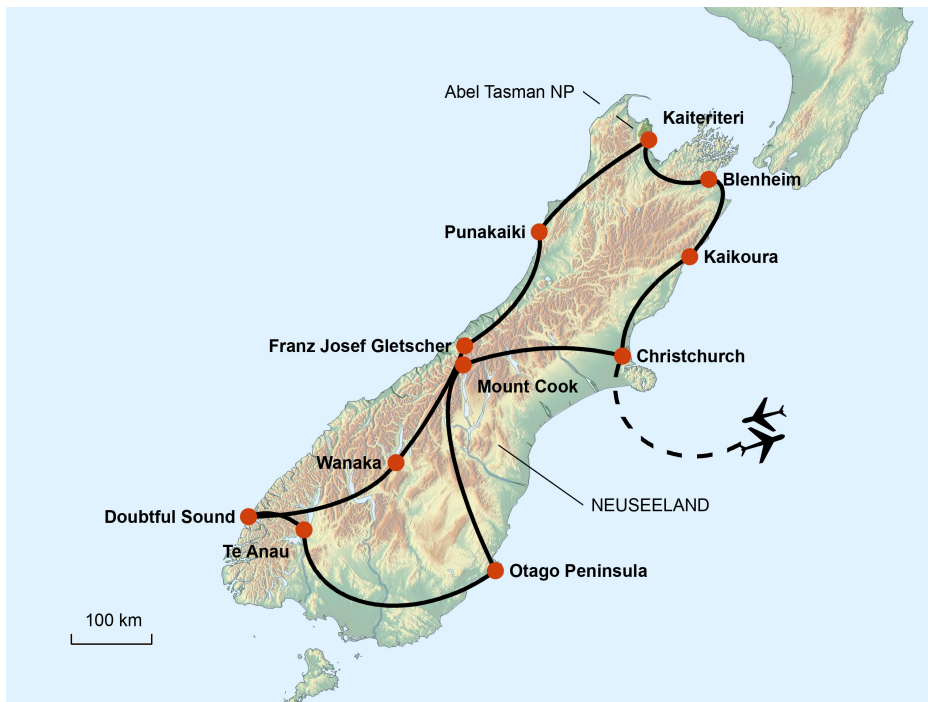 Abel Tasman NP
Kaiteriteri
Blenheim
Punakaiki
Kaikoura
Franz Josef Gletscher
Christchurch
Mount Cook
Wanaka
NEUSEELAND
Doubtful Sound
Te Anau
Otago Peninsula
100 km